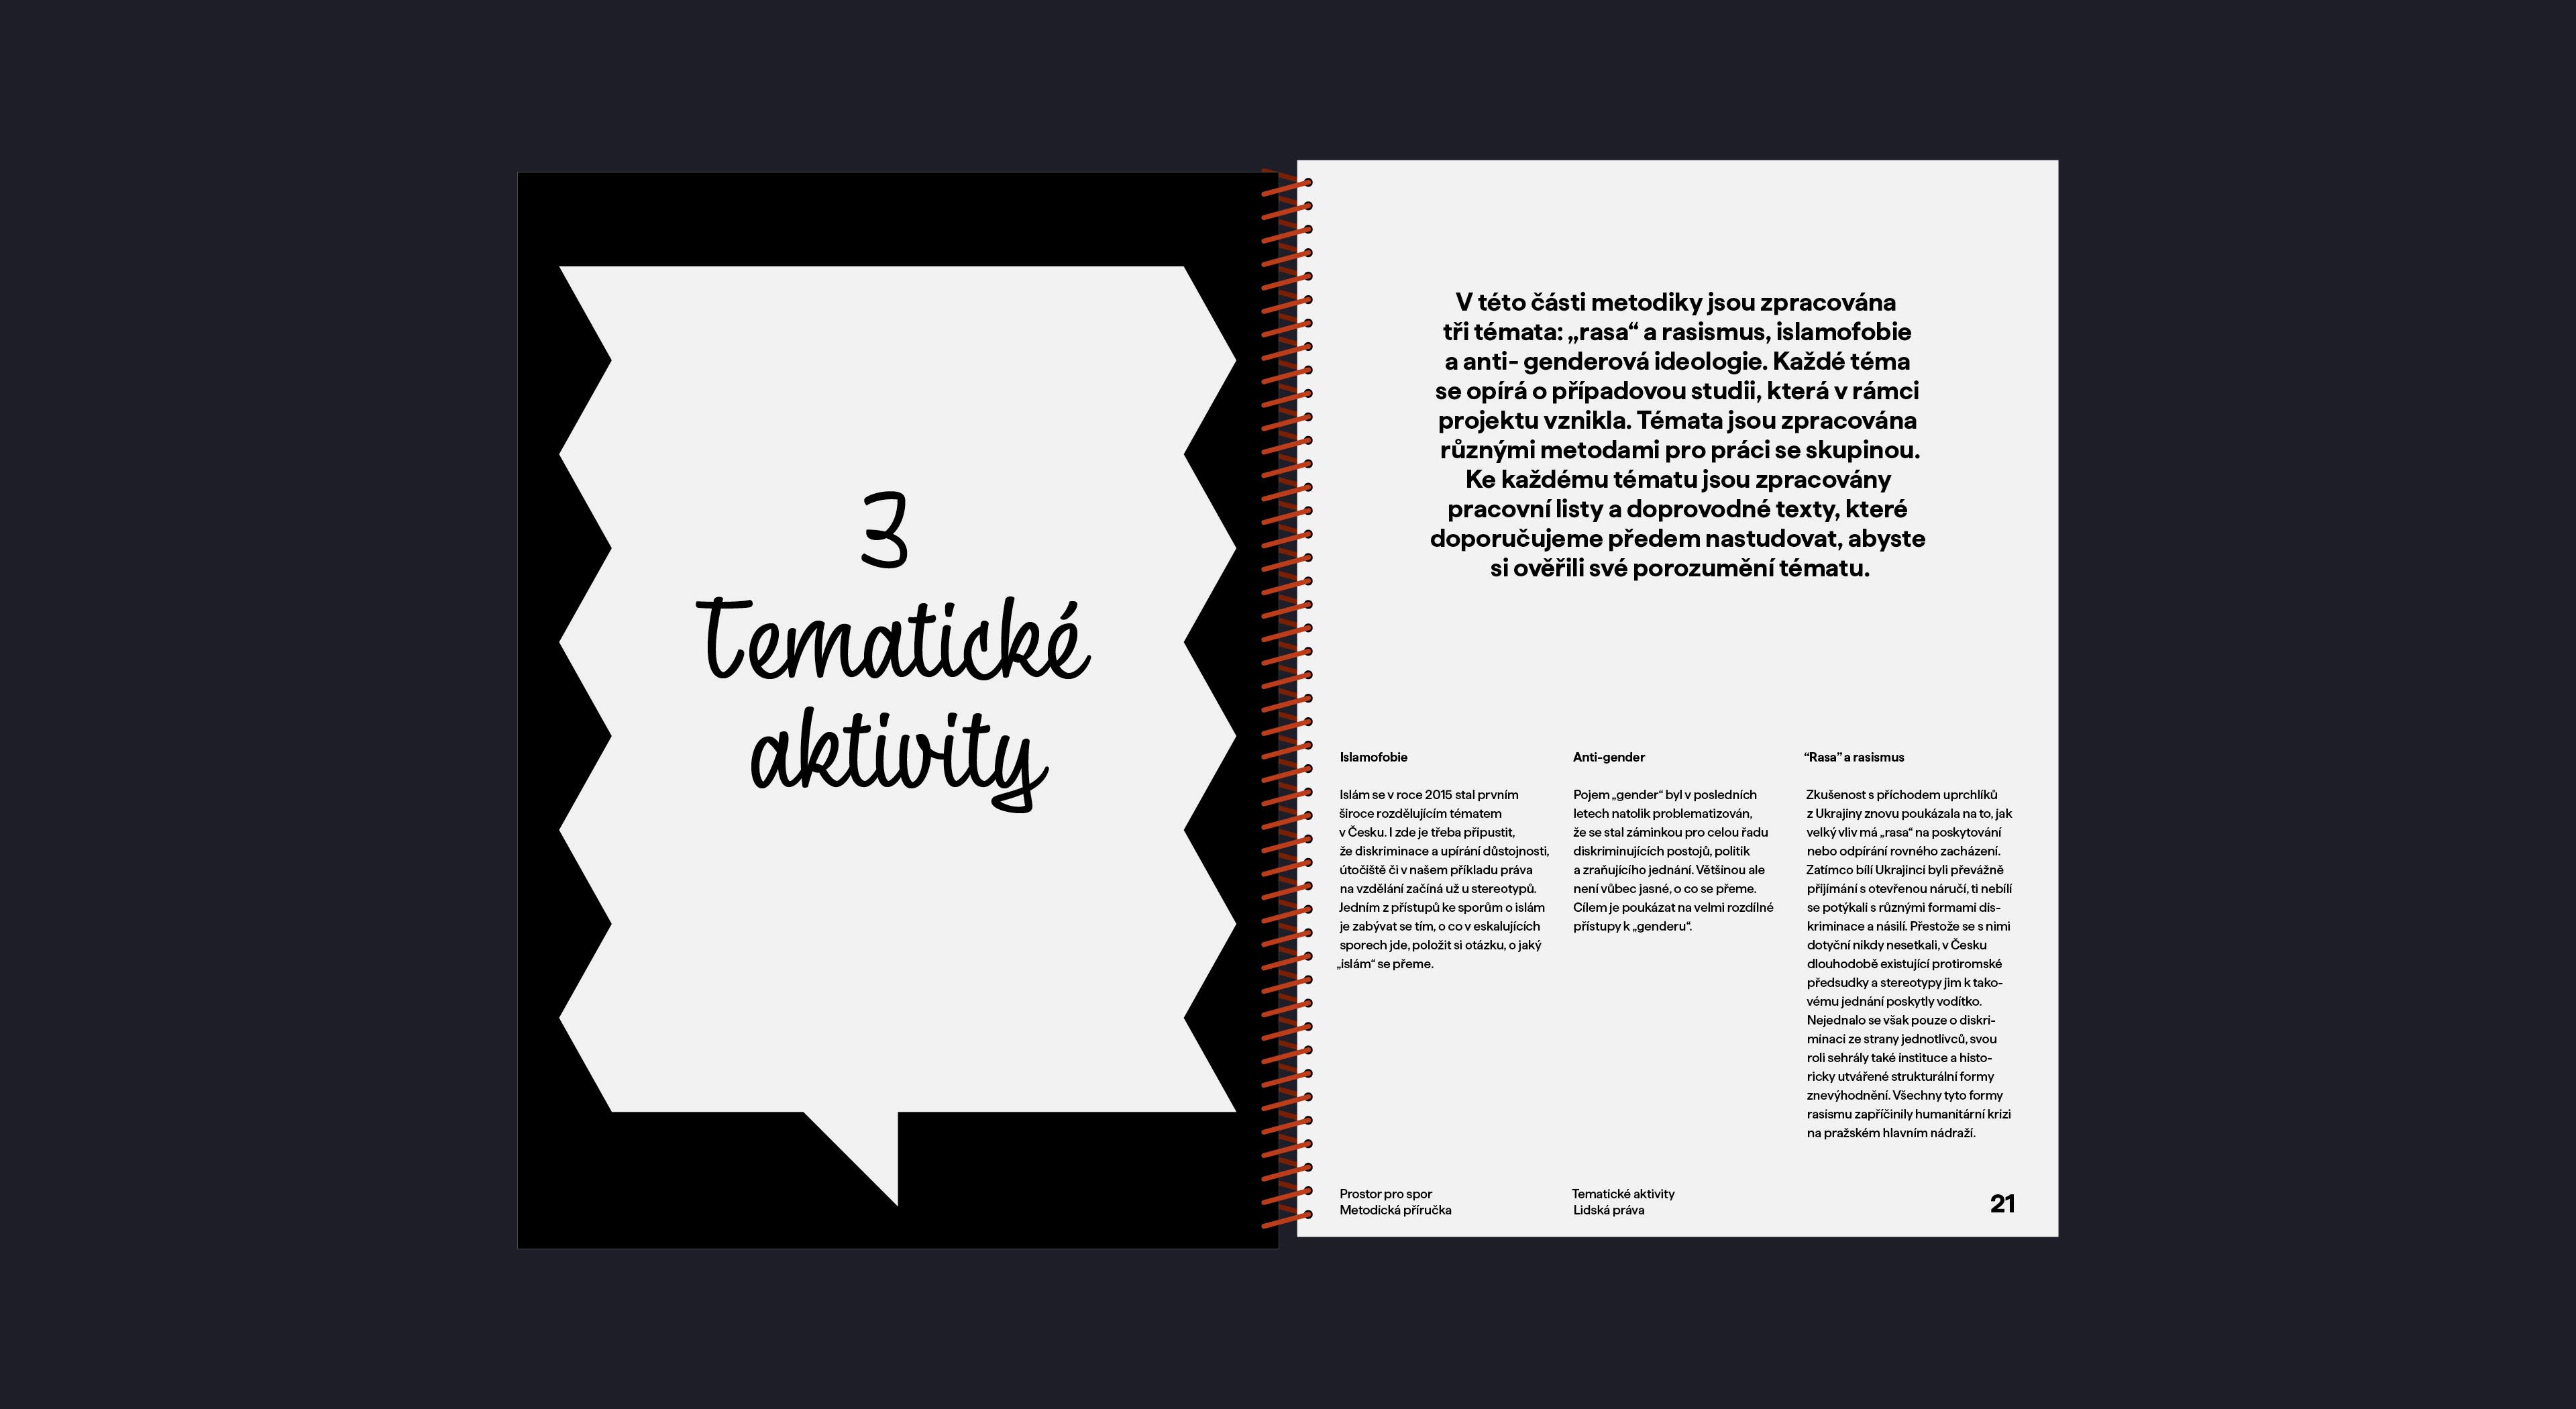 3
Tematické
aktivity
V této části metodiky jsou zpracována
tři témata: „rasa“ a rasismus, islamofobie
a anti- genderová ideologie. Každé téma
se opírá o případovou studii, která v rámci
projektu vznikla. Témata jsou zpracována
různými metodami pro práci se skupinou.
Ke každému tématu jsou zpracovány
pracovní listy a doprovodné texty, které
doporučujeme předem nastudovat, abyste
si ověřili své porozumění tématu.
Islamofobie
Islám se v roce 2015 stal prvním
široce rozdělujícím tématem
v Česku. I zde je třeba připustit,
že diskriminace a upírání důstojnosti,
útočiště či v našem příkladu práva
na vzdělání začíná už u stereotypů.
Jedním z přístupů ke sporům o islám
je zabývat se tím, o co v eskalujících
sporech jde, položit si otázku, o jaký
„islám“ se přeme.
Anti-gender
Pojem „gender“ byl v posledních
letech natolik problematizován,
že se stal záminkou pro celou řadu
diskriminujících postojů, politik
a zraňujícího jednání. Většinou ale
není vůbec jasné, o co se přeme.
Cílem je poukázat na velmi rozdílné
přístupy k „genderu“.
“Rasa” a rasismus
Zkušenost s příchodem uprchlíků
z Ukrajiny znovu poukázala na to, jak
velký vliv má „rasa“ na poskytování
nebo odpírání rovného zacházení.
Zatímco bílí Ukrajinci byli převážně
přijímáni s otevřenou náručí, ti nebílí
se potýkali s různými formami dis-
kriminace a násilí. Přestože se s nimi
dotyční nikdy nesetkali, v Česku
dlouhodobě existující protiromské
předsudky a stereotypy jim k tako-
vému jednání poskytly vodítko.
Nejednalo se však pouze o diskri-
minaci ze strany jednotlivců, svou
roli sehrály také instituce a histo-
ricky utvářené strukturální formy
znevýhodnění. Všechny tyto formy
rasismu zapříčinily humanitární krizi
na pražském hlavním nádraží.
Prostor pro spor
Metodická příručka
Tematické aktivity
Lidská práva
21